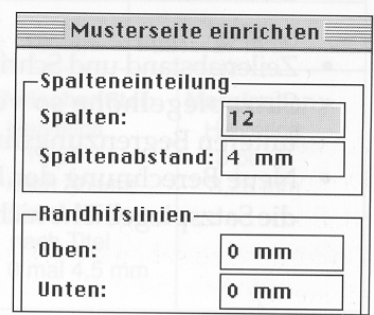 Musterseite einrichten
Spalteneinteilung
Spalten: 12
Spaltenabstand: 4 mm
Randhifslinien
Oben: 0 mm
Unten: 0 mm